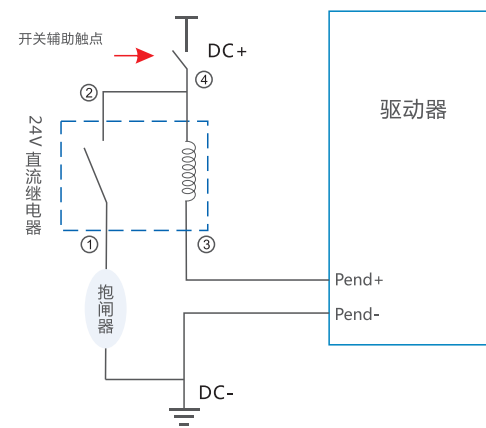 开关辅助触点
DC+
④
②
驱动器
24V直流继电器
①
③
抱闸器
Pend+
Pend-
DC-